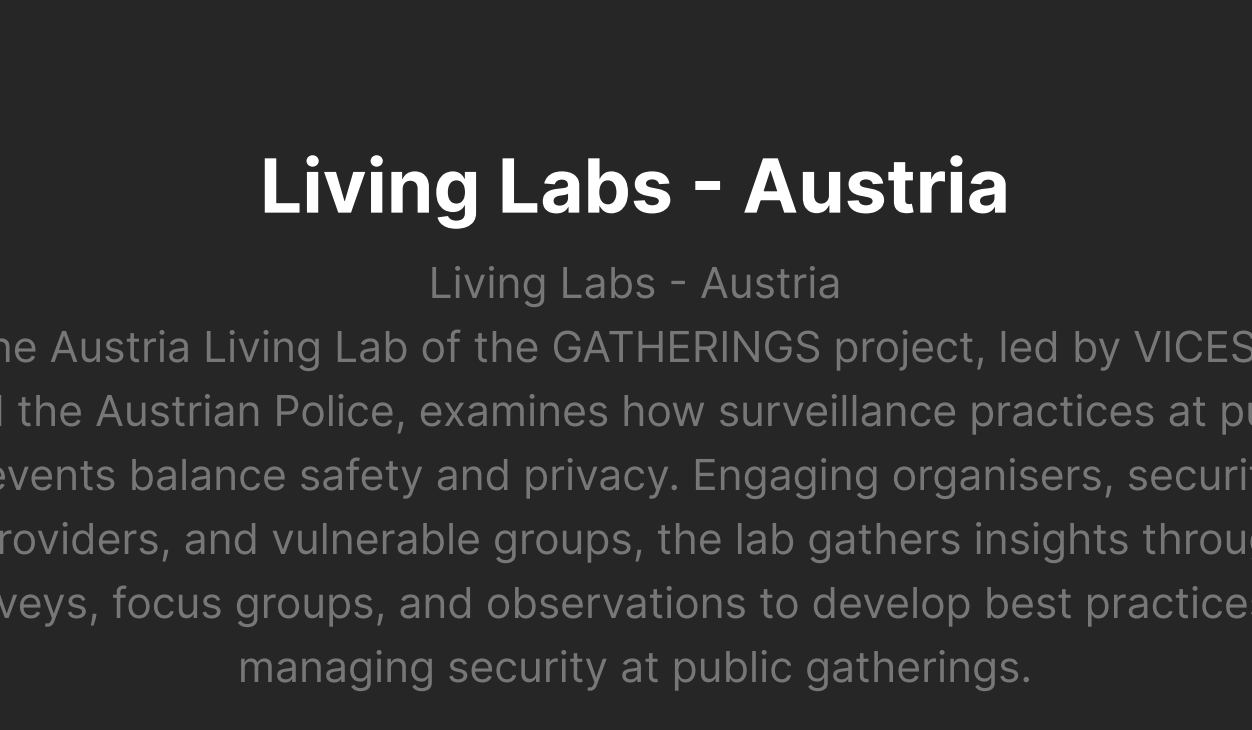 Living Labs - Austria
Living Labs - Austria
Austria Living Lab of the GATHERINGS project, led by
the Austrian Police, examines how surveillance practices at
events balance safety and privacy. Engaging organisers,
and vulnerable groups, the lab gathers insights
focus groups, and observations to develop best
managing security at public gatherings.